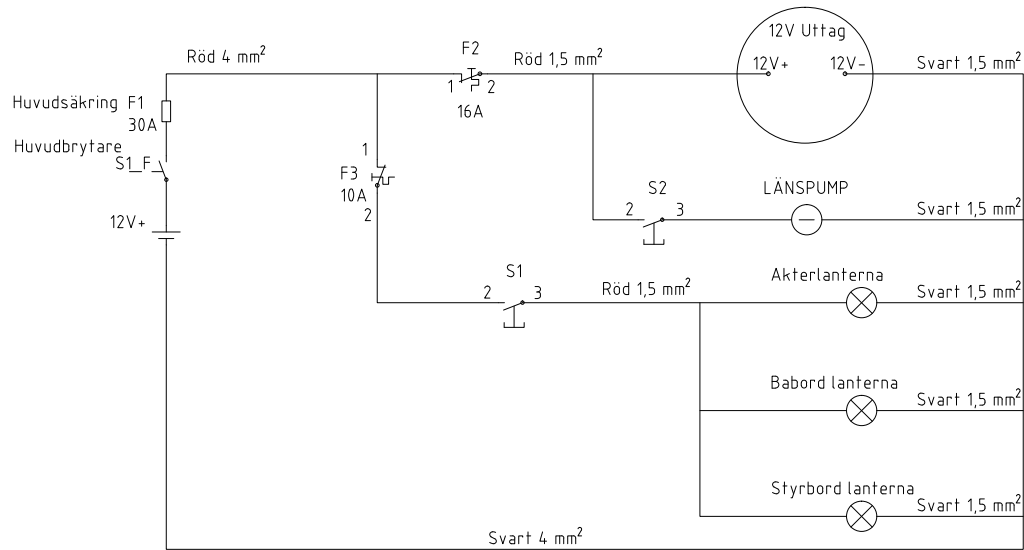 12V Uttag
Röd 4 mm²
F2
Röd 1,5 mm²
12V+
12V-
Svart 1,5 mm²
1
2
16A
Huvudsäkring
F1
30A
Huvudbrytare
S1_F
1
F3
10A
2
12V+
S2
2
3
LÄNSPUMP
Svart 1,5 mm²
S1
2
3
Röd 1,5 mm²
Akterlanterna
Svart 1,5 mm²
Babord lanterna
Svart 1,5 mm²
Styrbord lanterna
Svart 1,5 mm²
Svart 4 mm²